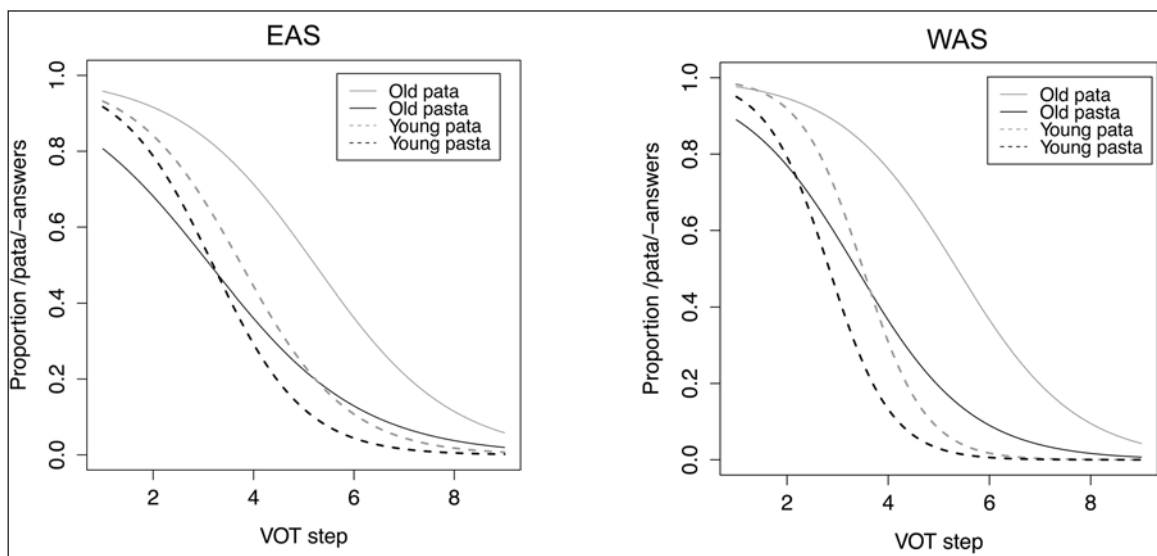 EAS
Proportion /pata/-answers
1.0
0.8
0.6
0.4
0.2
0.0
Old pata
Old pasta
Young pata
Young pasta
2 4 6 8
VOT step
WAS
Proportion /pata/-answers
1.0
0.8
0.6
0.4
0.2
0.0
Old pata
Old pasta
Young pata
Young pasta
2 4 6 8
VOT step